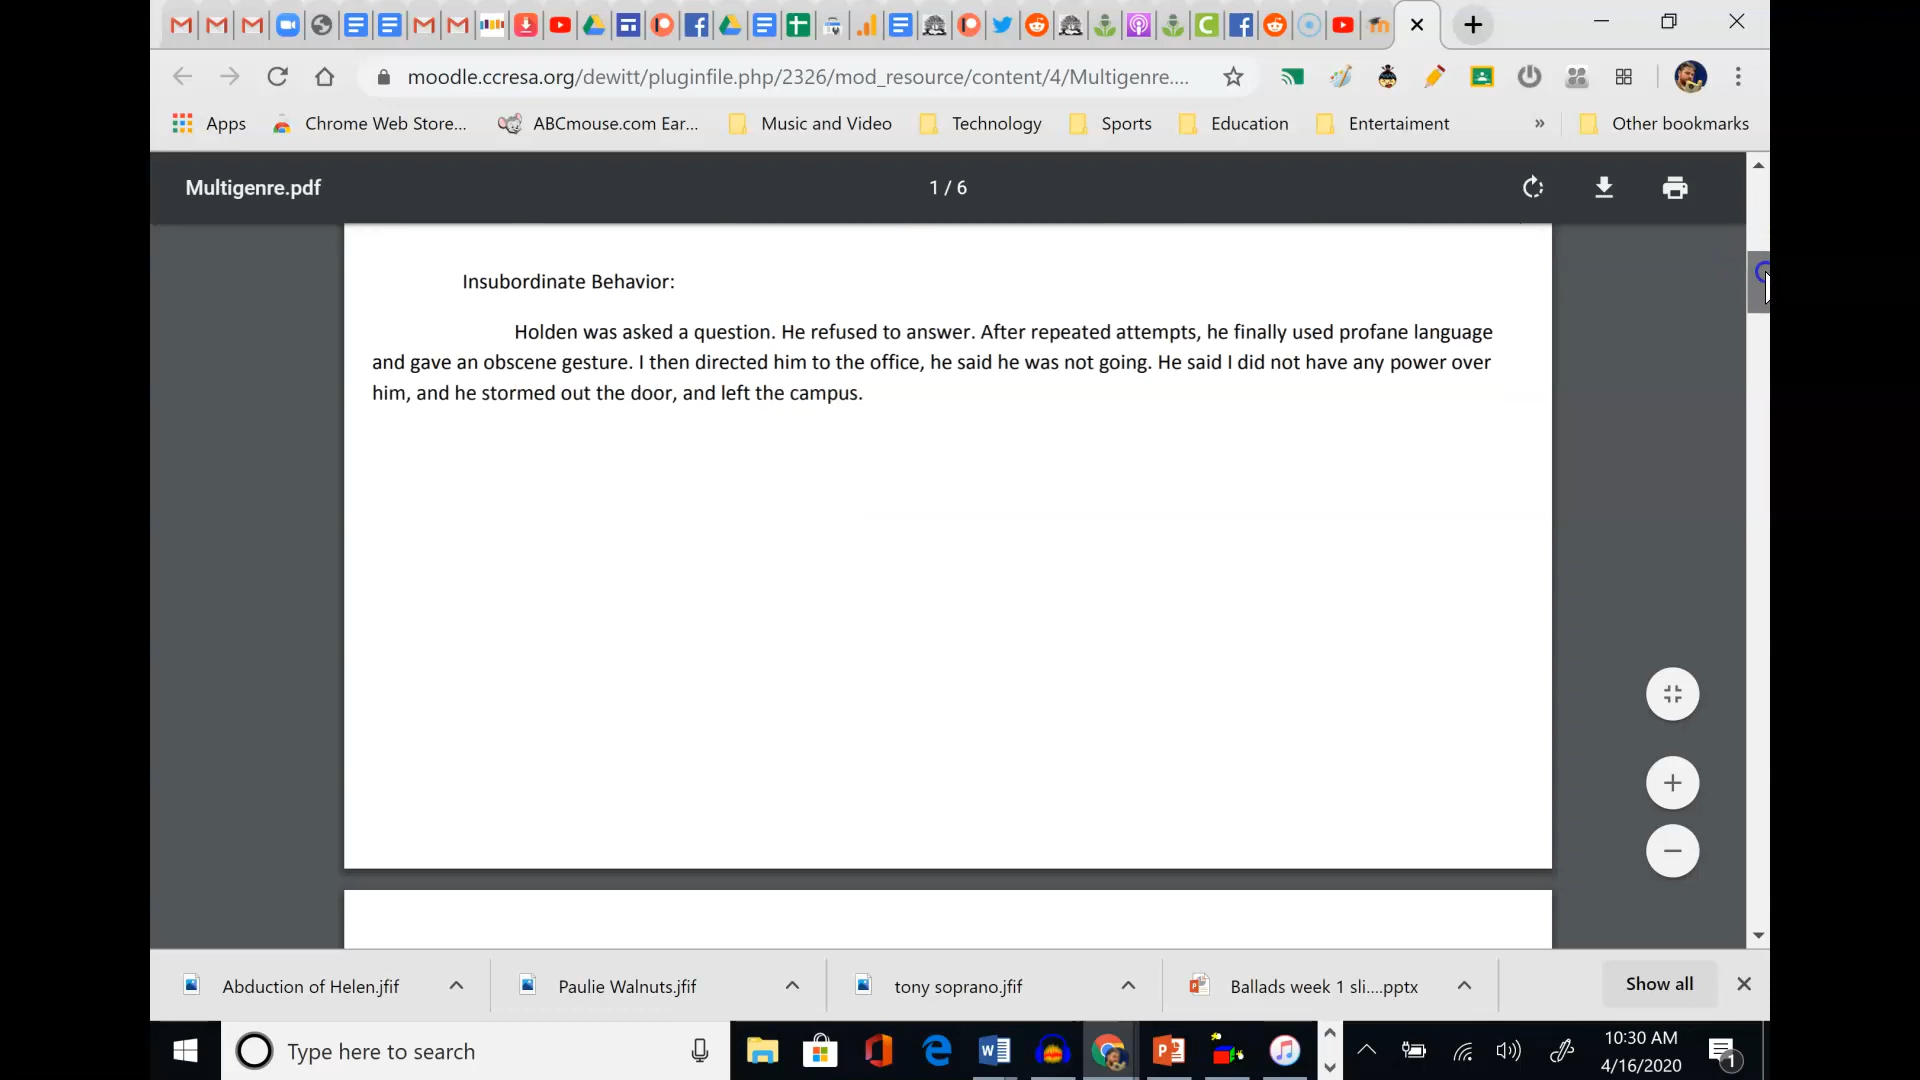 moodle.ccresa.org/dewitt/pluginfile.php/2326/mod_resource/content/4/Multigenre....
Apps Chrome Web Store... ABCmouse.com Ear... Music and Video Technology Sports Education Entertaiment » Other bookmarks
Multigenre.pdf 1 / 6
Insubordinate Behavior:
Holden was asked a question. He refused to answer. After repeated attempts, he finally used profane language
and gave an obscene gesture. I then directed him to the office, he said he was not going. He said I did not have any power over
him, and he stormed out the door, and left the campus.
Abduction of Helen.jfif Paulie Walnuts.jfif tony soprano.jfif Ballads week 1 sli....pptx Show all
Type here to search 10:30 AM
4/16/2020 1